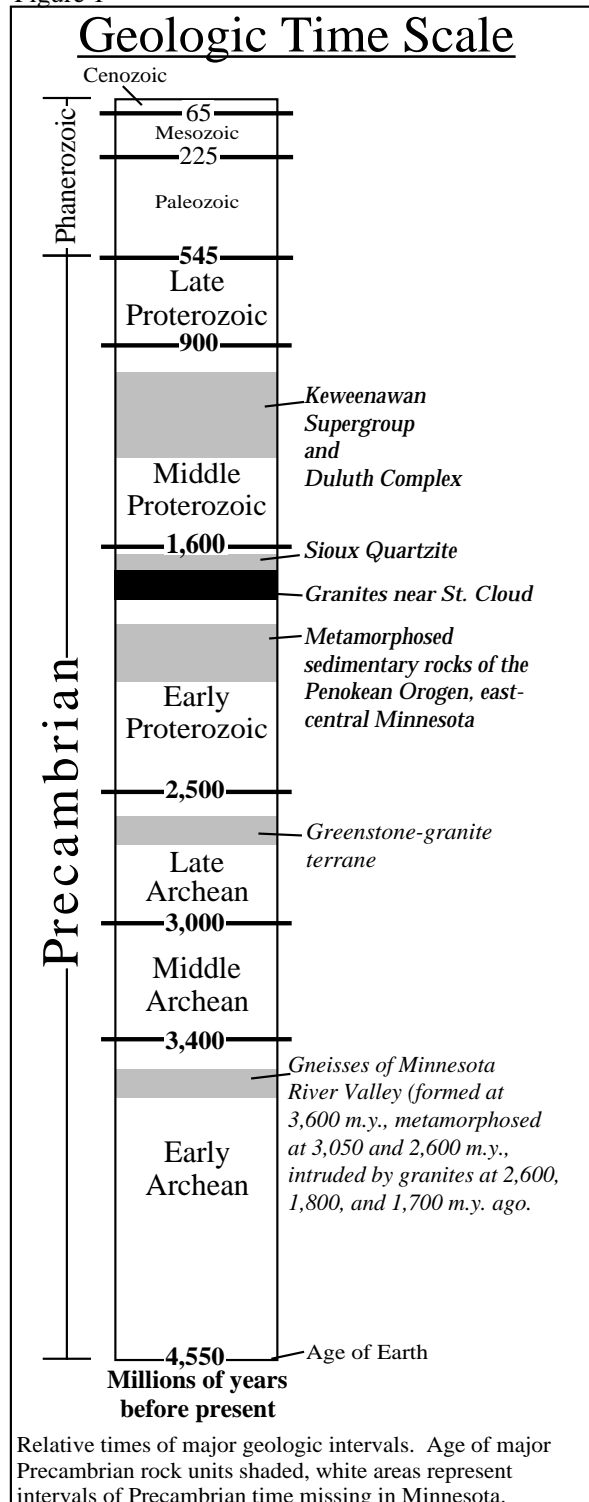 Figure 1
Geologic Time Scale
Cenozoic
Phanerozoic
65
Mesozoic
225
Paleozoic
545
Late
Proterozoic
900
Keweenawan
Supergroup
and
Duluth Complex
Middle
Proterozoic
1,600
Sioux Quartzite
Granites near St. Cloud
Metamorphosed
sedimentary rocks of the
Penokean Orogen, east-
central Minnesota
Early
Proterozoic
Precambrian
2,500
Greenstone-granite
terrane
Late
Archean
3,000
Middle
Archean
3,400
Gneisses of Minnesota
River Valley (formed at
3,600 m.y., metamorphosed
at 3,050 and 2,600 m.y.,
intruded by granites at 2,600,
1,800, and 1,700 m.y. ago.
Early
Archean
4,550
Age of Earth
Millions of years
before present
Relative times of major geologic intervals. Age of major
Precambrian rock units shaded, white areas represent
intervals of Precambrian time missing in Minnesota.